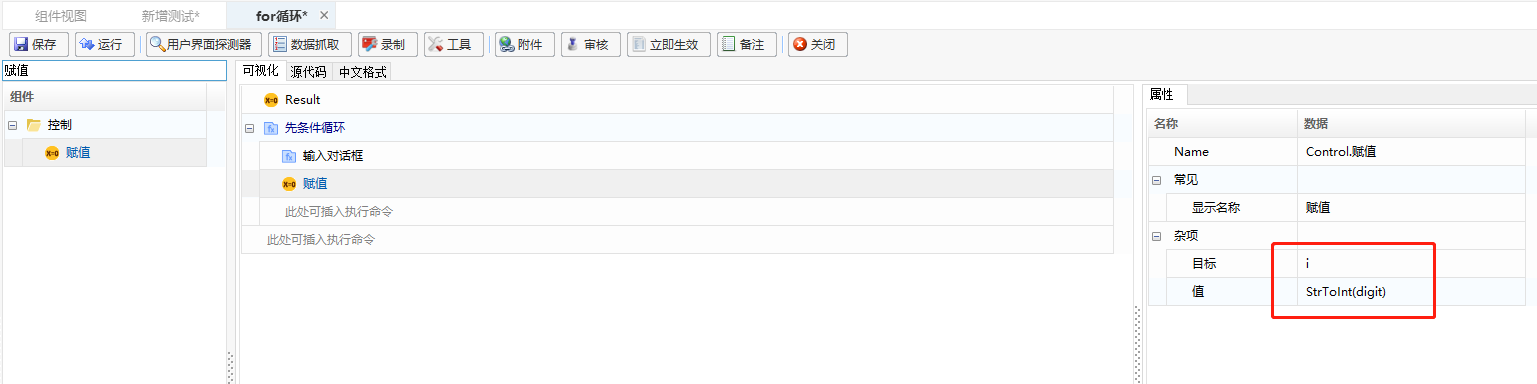 组件视图 新增测试* for循环* ×
保存 运行 用户界面探测器 数据抓取 录制 工具 附件 审核 立即生效 备注 关闭
赋值
组件
控制
赋值
可视化 源代码 中文格式
Result
先条件循环
输入对话框
赋值
此处可插入执行命令
此处可插入执行命令
属性
名称 数据
Name Control.赋值
常见
显示名称 赋值
杂项
目标 i
值 StrToInt(digit)